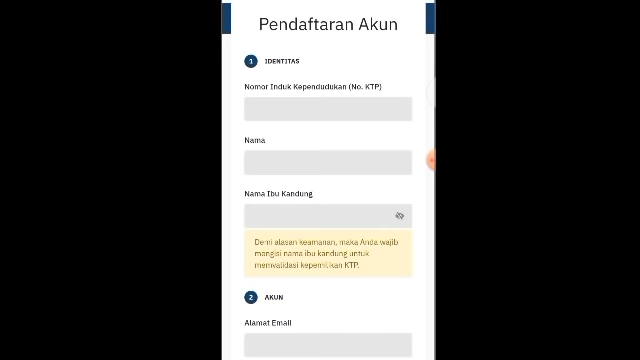 Pendaftaran Akun
1 IDENTITAS
Nomor Induk Kependudukan (No. KTP)
Nama
Nama Ibu Kandung
Demi alasan keamanan, maka Anda wajib
mengisi nama ibu kandung untuk
memvalidasi kepemilikan KTP.
2 AKUN
Alamat Email